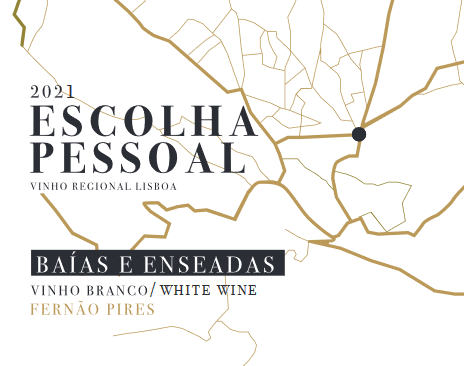 2021
ESCOLHA
PESSOAL
VINHO REGIONAL LISBOA
BAÍAS E ENSEADAS
VINHO BRANCO/ WHITE WINE
FERNÃO PIRES